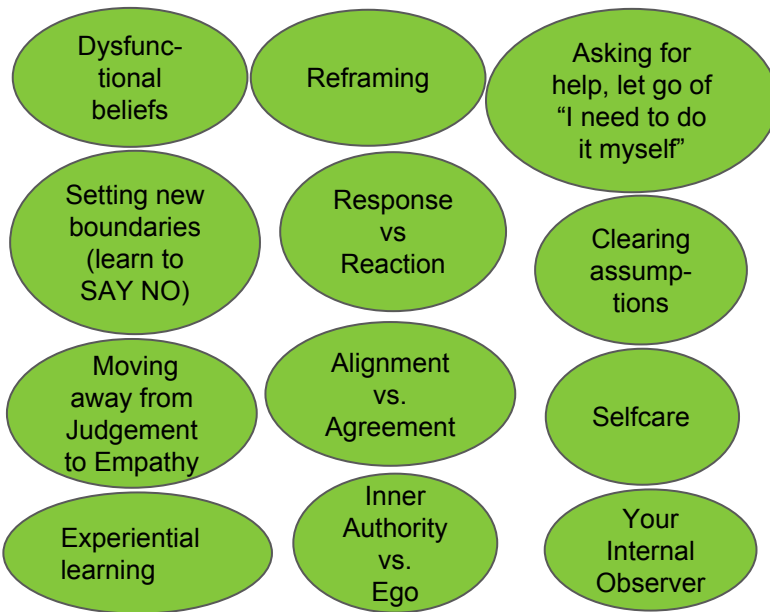 Dysfunc-
tional
beliefs
Reframing
Asking for
help, let go of
“I need to do
it myself”
Setting new
boundaries
(learn to
SAY NO)
Response
vs
Reaction
Clearing
assump-
tions
Moving
away from
Judgement
to Empathy
Alignment
vs.
Agreement
Selfcare
Experiential
learning
Inner
Authority
vs.
Ego
Your
Internal
Observer